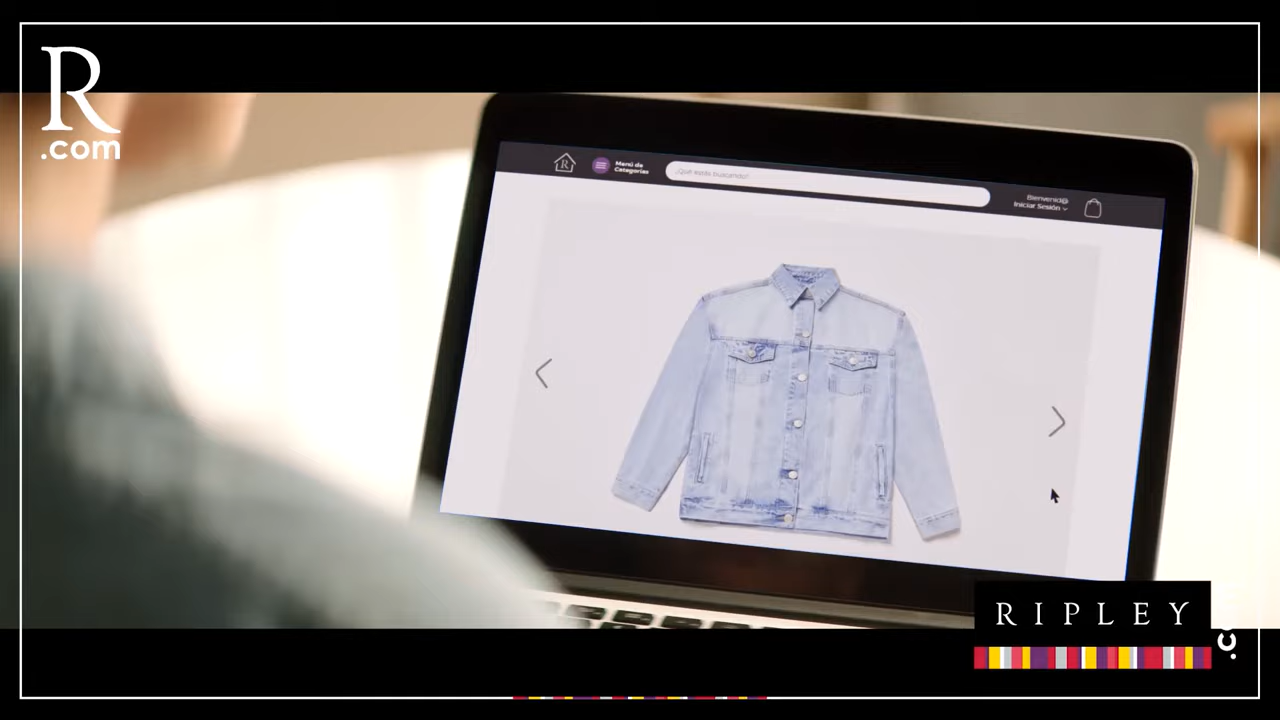 R
.com
R
Menú de
Categorías
¿Qué estás buscando?
Bienvenid@
Iniciar Sesión
RIPLEY